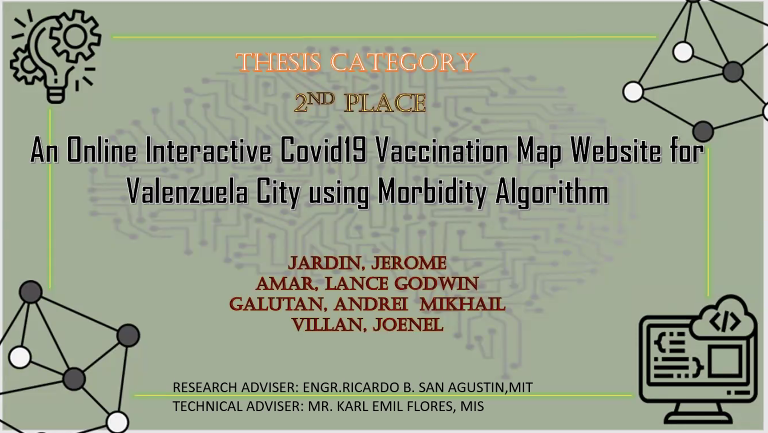 THESIS CATEGORY
2ND PLACE
An Online Interactive Covid19 Vaccination Map Website for
Valenzuela City using Morbidity Algorithm
JARDIN, JEROME
AMAR, LANCE GODWIN
GALUTAN, ANDREI MIKHAIL
VILLAN, JOENEL
RESEARCH ADVISER: ENGR.RICARDO B. SAN AGUSTIN,MIT
TECHNICAL ADVISER: MR. KARL EMIL FLORES, MIS